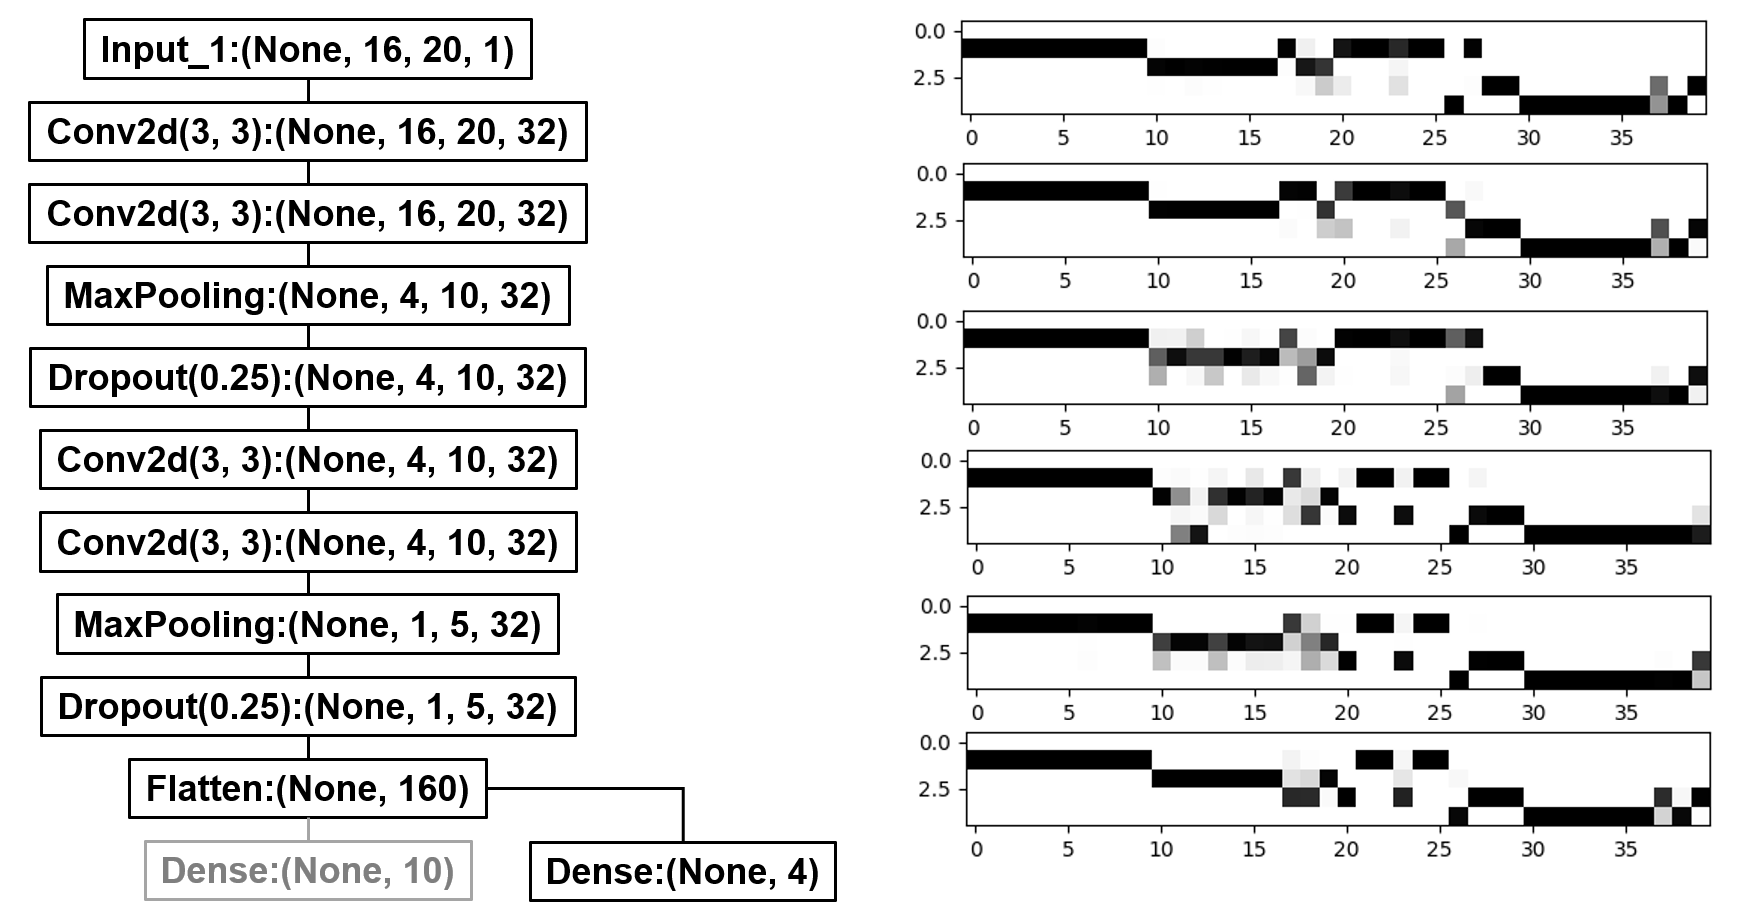 Input_1:(None, 16, 20, 1)
Conv2d(3, 3):(None, 16, 20, 32)
Conv2d(3, 3):(None, 16, 20, 32)
MaxPooling:(None, 4, 10, 32)
Dropout(0.25):(None, 4, 10, 32)
Conv2d(3, 3):(None, 4, 10, 32)
Conv2d(3, 3):(None, 4, 10, 32)
MaxPooling:(None, 1, 5, 32)
Dropout(0.25):(None, 1, 5, 32)
Flatten:(None, 160)
Dense:(None, 10)
Dense:(None, 4)
0.0
2.5
0 5 10 15 20 25 30 35
0.0
2.5
0 5 10 15 20 25 30 35
0.0
2.5
0 5 10 15 20 25 30 35
0.0
2.5
0 5 10 15 20 25 30 35
0.0
2.5
0 5 10 15 20 25 30 35
0.0
2.5
0 5 10 15 20 25 30 35